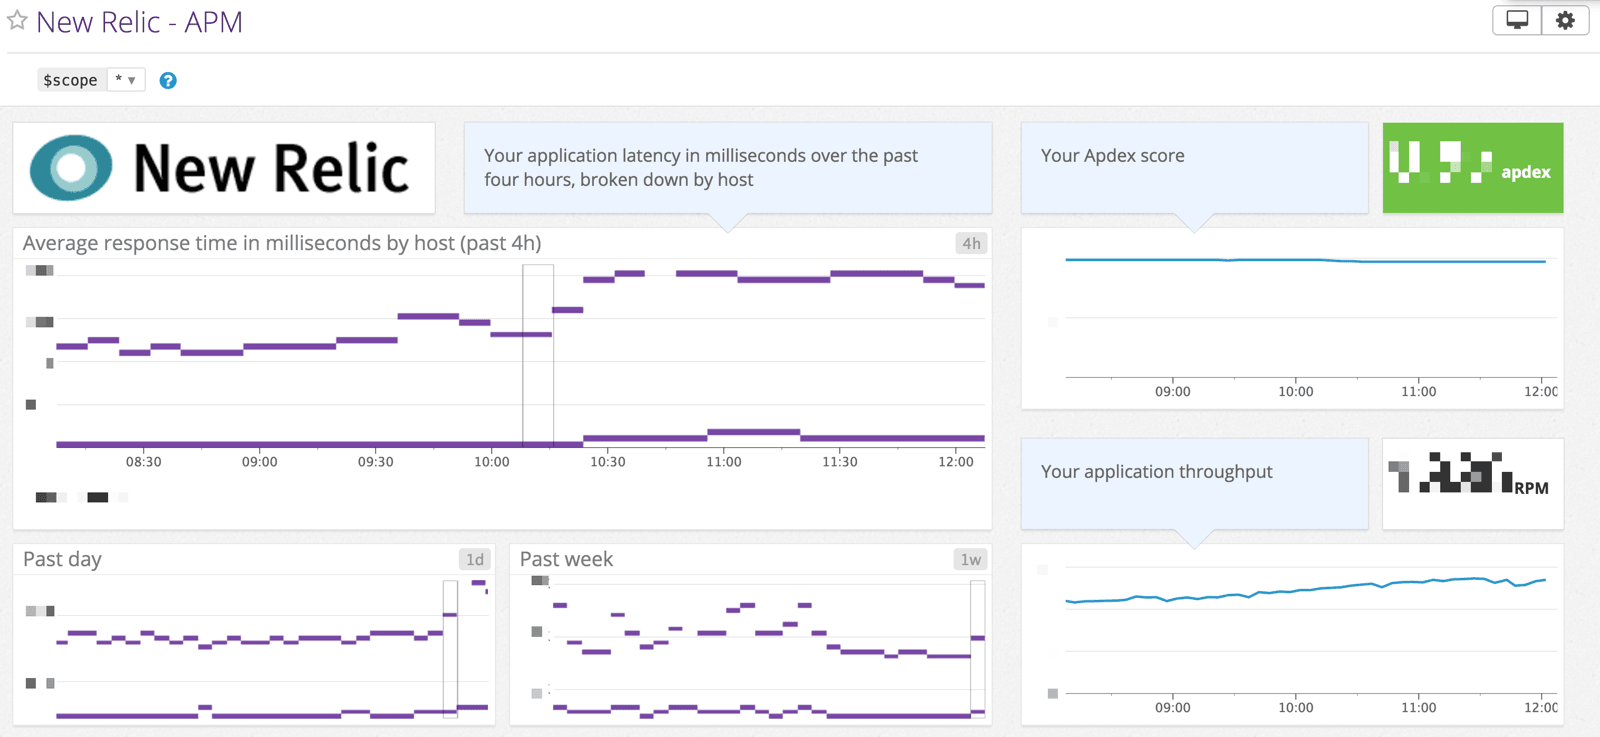 New Relic - APM
$scope * ▾ ?
New Relic
Your application latency in milliseconds over the past
four hours, broken down by host
Your Apdex score
apdex
Average response time in milliseconds by host (past 4h)
4h
08:30 09:00 09:30 10:00 10:30 11:00 11:30 12:00
09:00 10:00 11:00 12:00
Your application throughput
RPM
Past day
1d
Past week
1w
09:00 10:00 11:00 12:00